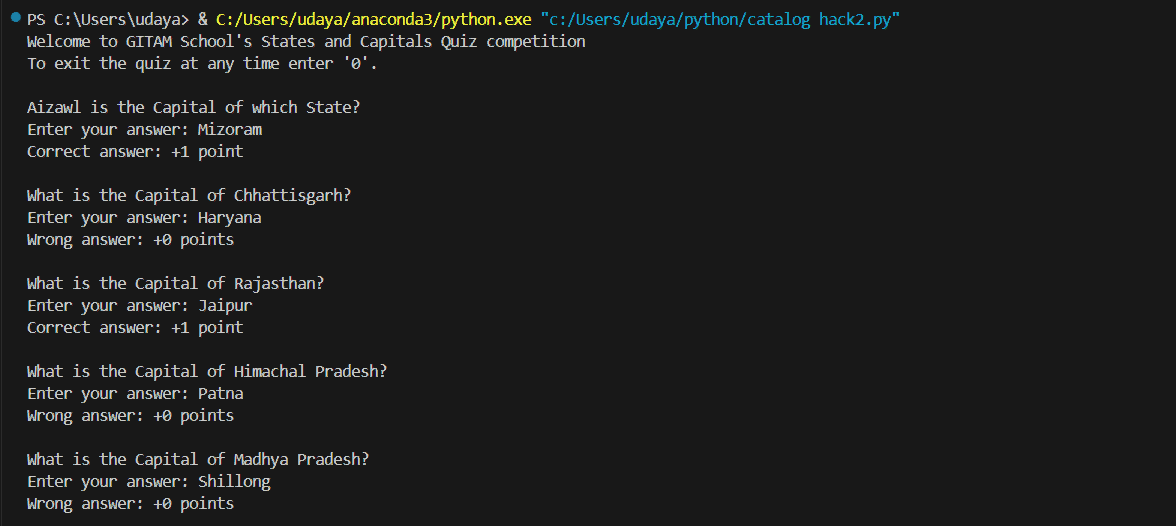 PS C:\Users\udaya> & C:/Users/udaya/anaconda3/python.exe "c:/Users/udaya/python/catalog hack2.py"
Welcome to GITAM School's States and Capitals Quiz competition
To exit the quiz at any time enter '0'.
Aizawl is the Capital of which State?
Enter your answer: Mizoram
Correct answer: +1 point
What is the Capital of Chhattisgarh?
Enter your answer: Haryana
Wrong answer: +0 points
What is the Capital of Rajasthan?
Enter your answer: Jaipur
Correct answer: +1 point
What is the Capital of Himachal Pradesh?
Enter your answer: Patna
Wrong answer: +0 points
What is the Capital of Madhya Pradesh?
Enter your answer: Shillong
Wrong answer: +0 points